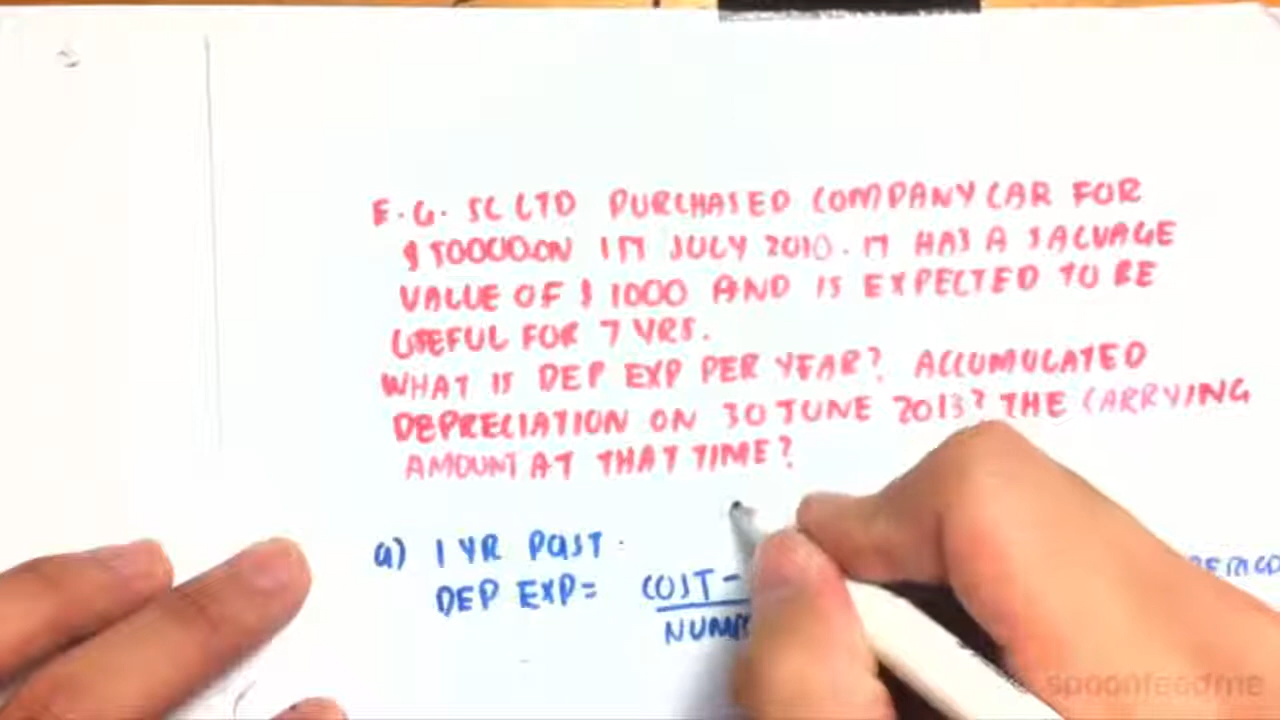 E.G. SC LTD PURCHASED COMPANY CAR FOR
ON 1ST JULY 2010. IT HAS A SALVAGE
VALUE OF $1000 AND IS EXPECTED TO BE
USEFUL FOR 7 YRS.
WHAT IS DEP EXP PER YEAR? ACCUMULATED
DEPRECIATION ON 30 JUNE 2013? THE CARRYING
AMOUNT AT THAT TIME?
a) 1 YR PAST.
DEP EXP = COST -
PERIOD
spoonfeedme